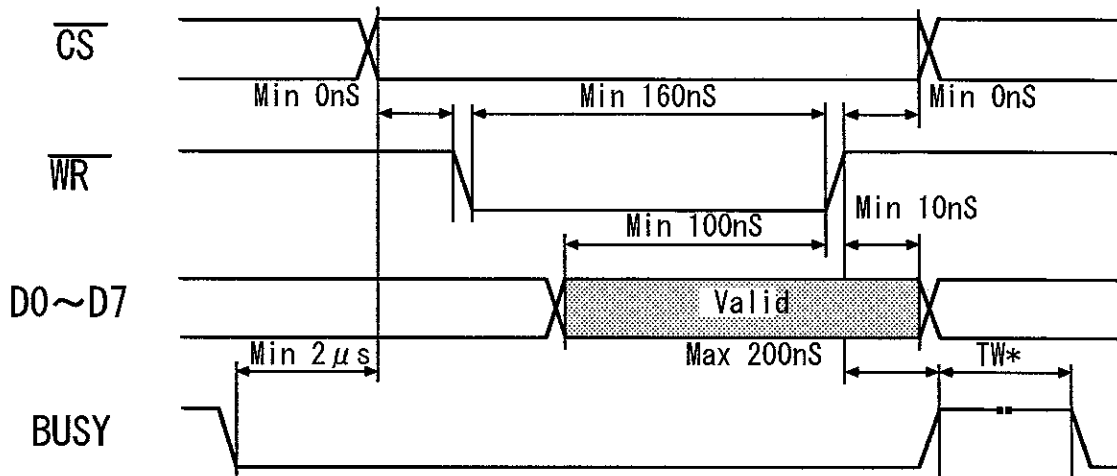 CS
Min 0nS
Min 160nS
Min 0nS
WR
Min 100nS
Min 10nS
D0～D7
Valid
Min 2μs
Max 200nS
TW*
BUSY